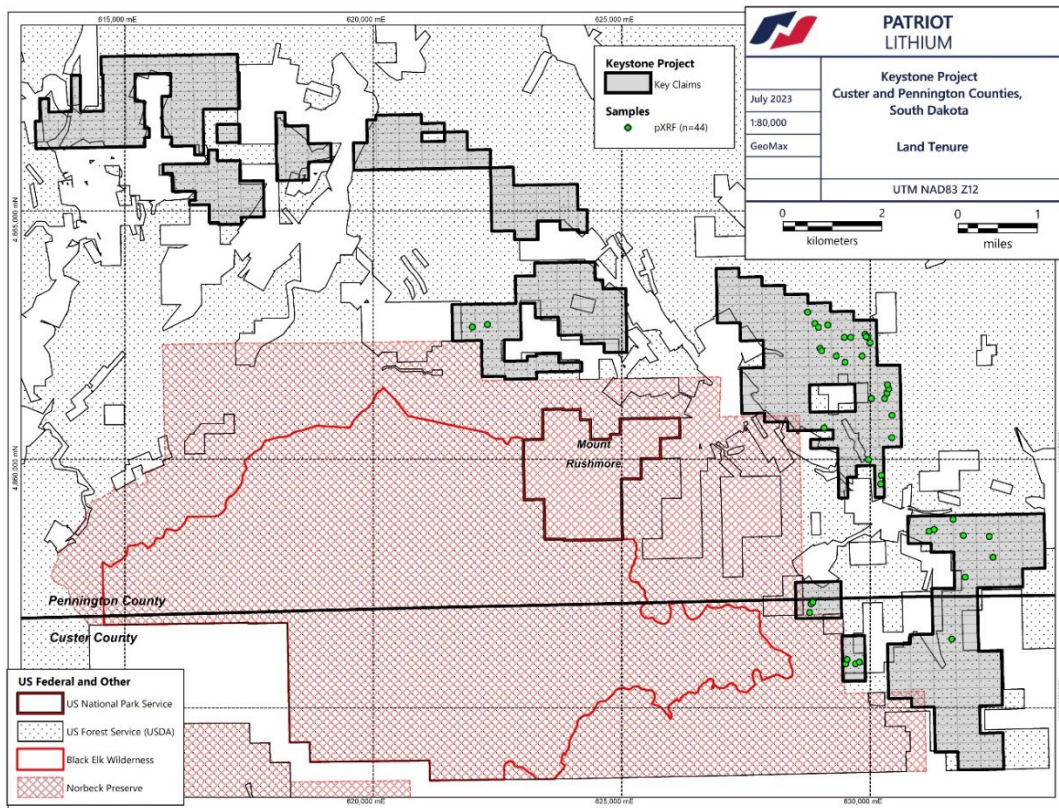 615,000 mE
620,000 mE
625,000 mE
PATRIOT
LITHIUM
Keystone Project
Custer and Pennington Counties,
South Dakota
Land Tenure
July 2023
1:80,000
GeoMax
UTM NAD83 Z12
0 2
kilometers
0 1
miles
Keystone Project
Key Claims
Samples
pXRF (n=44)
4,865,000 mN
4,860,000 mN
Mount
Rushmore
Pennington County
Custer County
US Federal and Other
US National Park Service
US Forest Service (USDA)
Black Elk Wilderness
Norbeck Preserve
620,000 mE
625,000 mE
630,000 mE